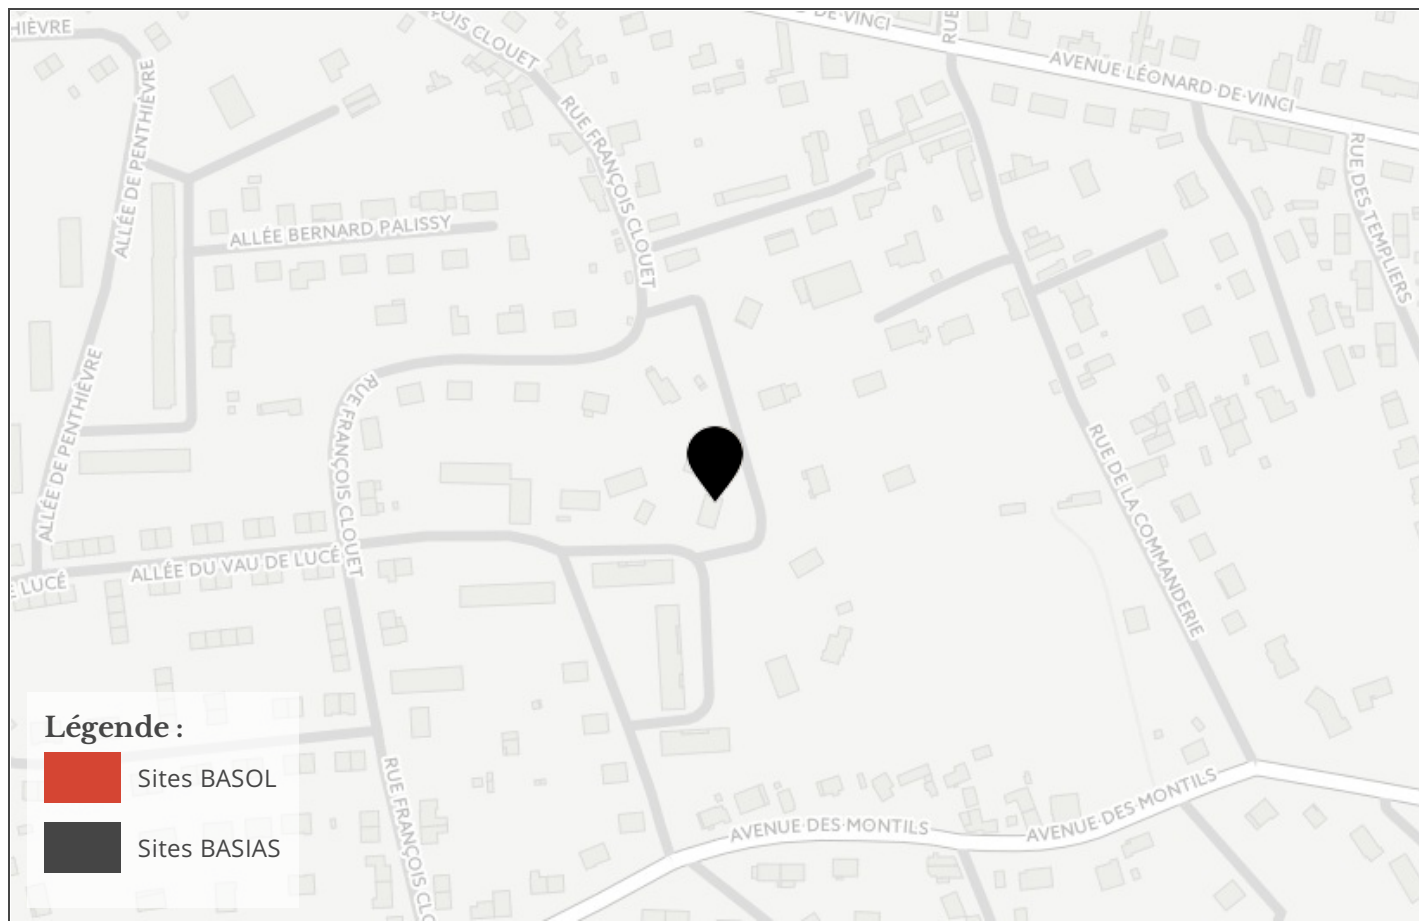 HIÈVRE
OIS CLOUET
DE-VINCI
RUE
AVENUE LÉONARD-DE-VINCI
ALLÉE DE PENTHIÈVRE
RUE FRANÇOIS CLOUET
RUE DES TEMPLIERS
ALLÉE BERNARD PALISSY
ALLÉE DE PENTHIÈVRE
RUE FRANÇOIS CLOUET
RUE DE LA COMMANDERIE
ALLÉE DU VAU DE LUCÉ
E LUCÉ
Légende :
Sites BASOL
Sites BASIAS
RUE FRANÇOIS CLO
AVENUE DES MONTILS
AVENUE DES MONTILS